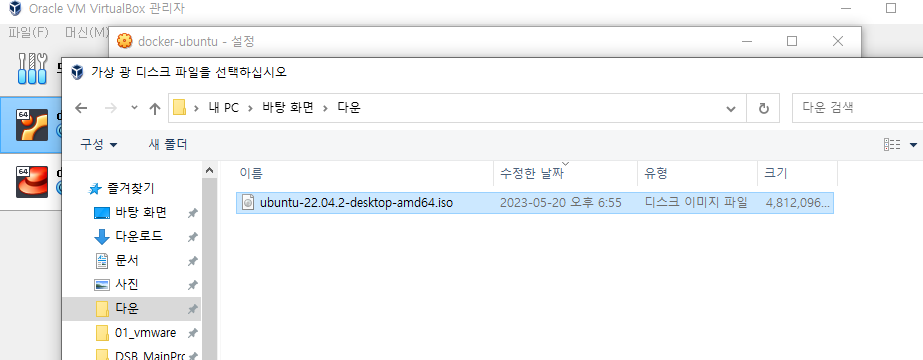 Oracle VM VirtualBox 관리자
파일(F) 머신(M)
docker-ubuntu - 설정
가상 광 디스크 파일을 선택하십시오
내 PC 바탕 화면 다운
다운 검색
구성 새 폴더
이름 수정한 날짜 유형 크기
ubuntu-22.04.2-desktop-amd64.iso 2023-05-20 오후 6:55 디스크 이미지 파일 4,812,096...
64
64
즐겨찾기
바탕 화면
다운로드
문서
사진
다운
01_vmware
DSB_MainPro